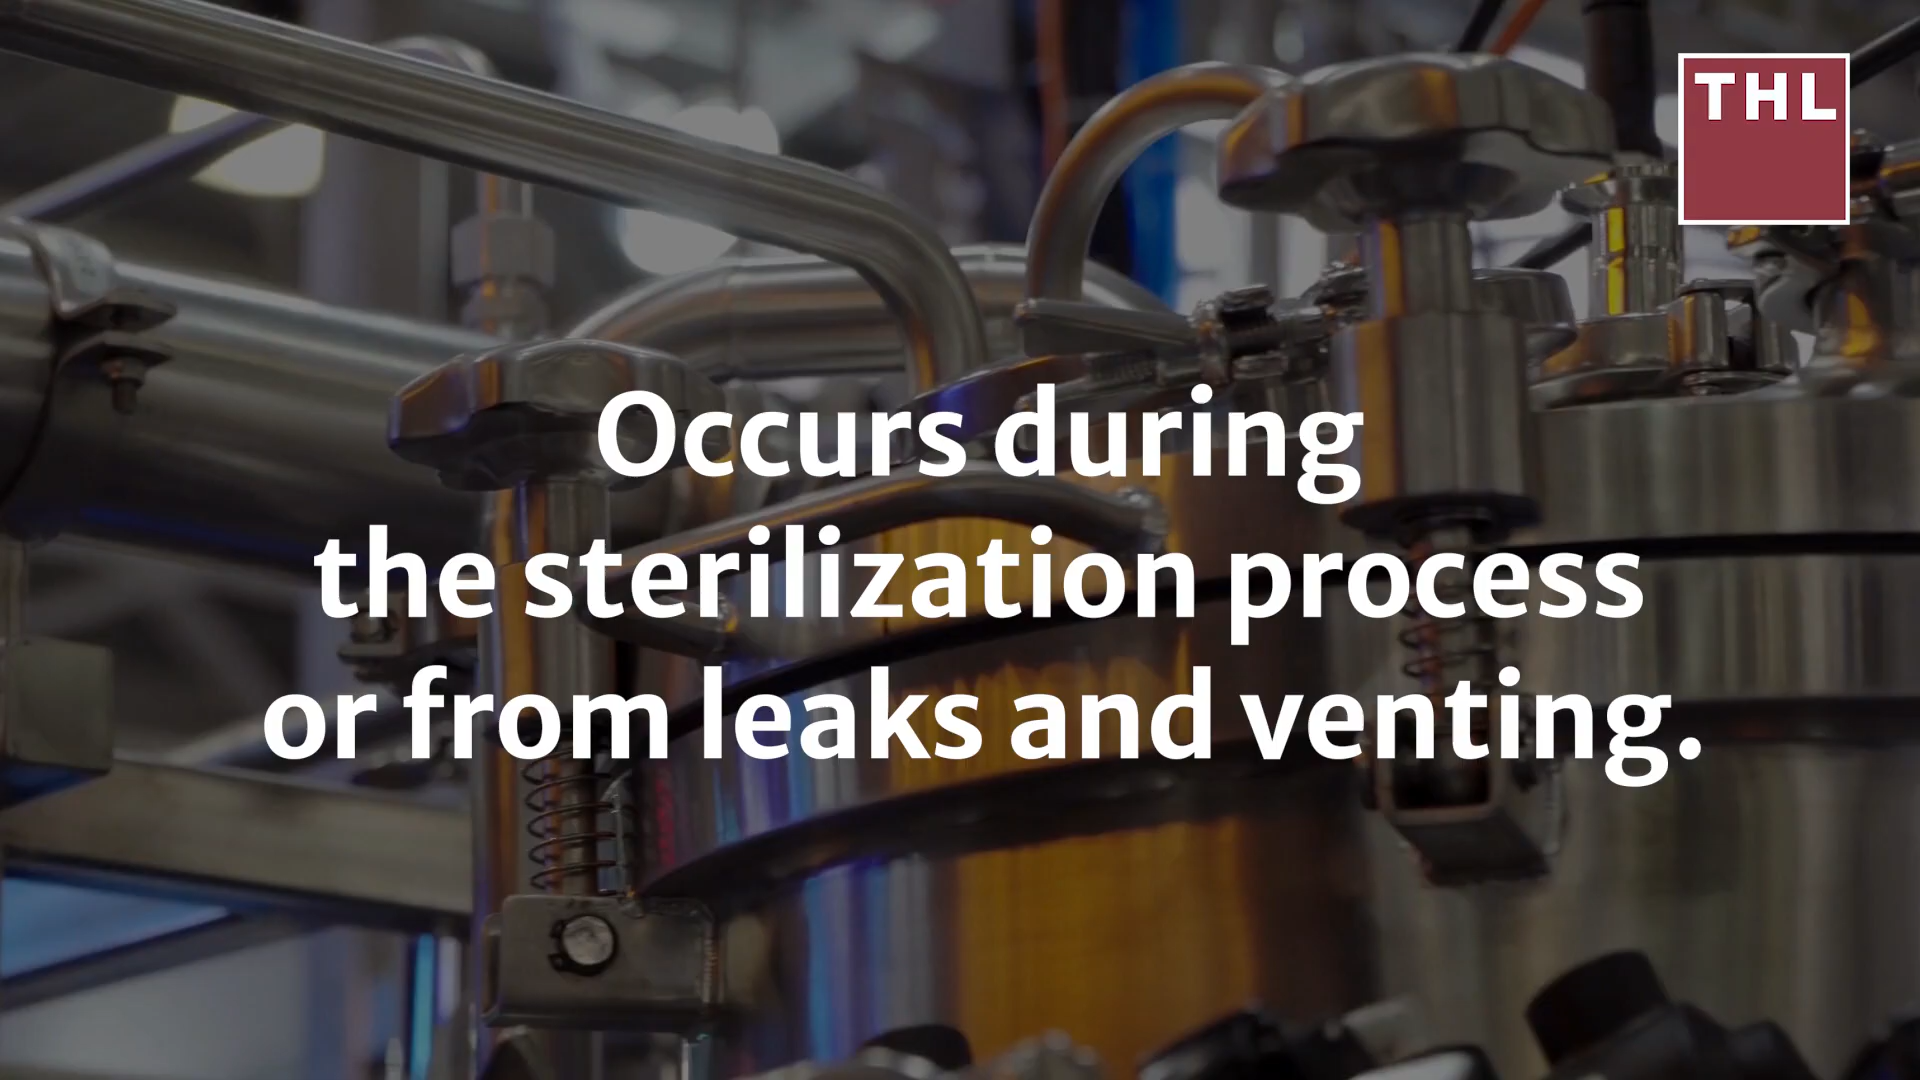 THL
Occurs during
the sterilization process
or from leaks and venting.